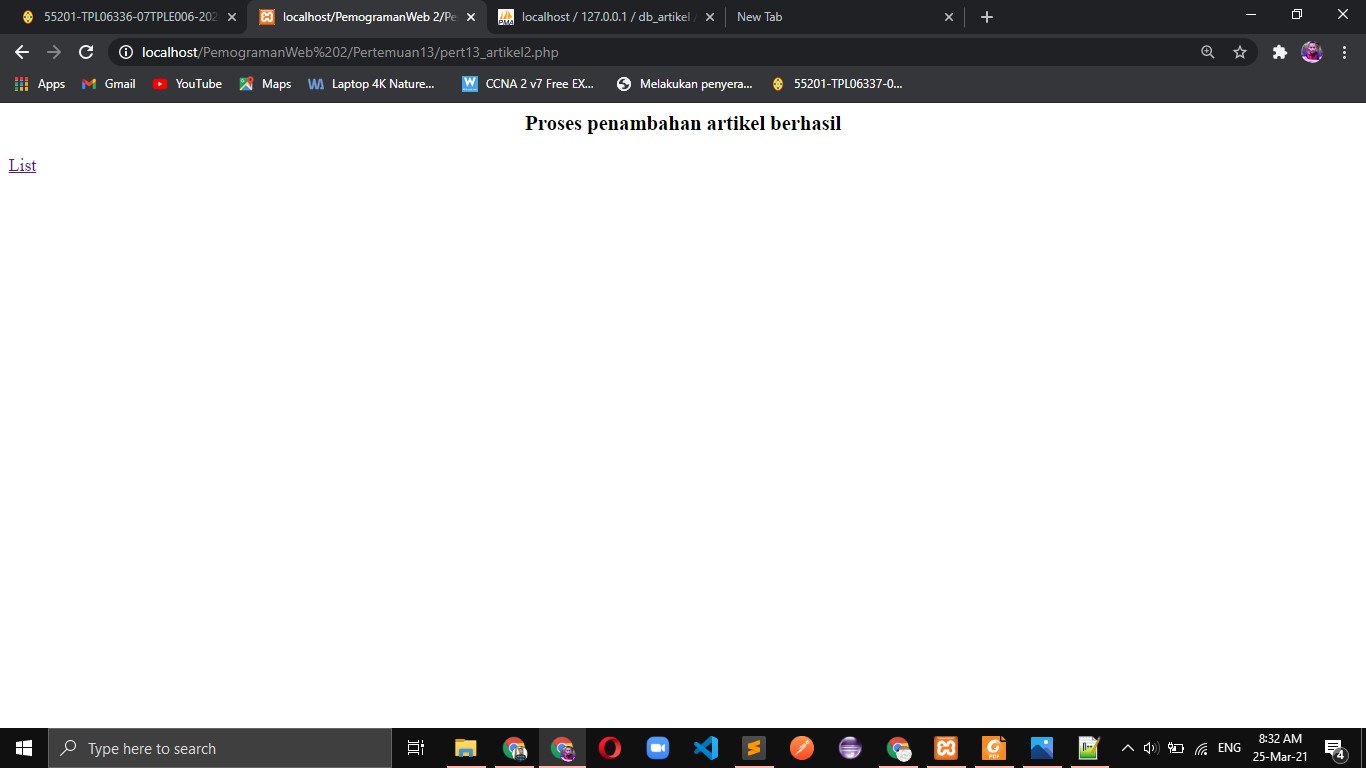 55201-TPL06336-07TPLE006-202
localhost/PemogramanWeb 2/Pe
localhost / 127.0.0.1 / db_artikel /
New Tab
localhost/PemogramanWeb%202/Pertemuan13/pert13_artikel2.php
Apps
Gmail
YouTube
Maps
Laptop 4K Nature...
CCNA 2 v7 Free EX...
Melakukan penyera...
55201-TPL06337-0...
Proses penambahan artikel berhasil
List
Type here to search
ENG
8:32 AM
25-Mar-21
4